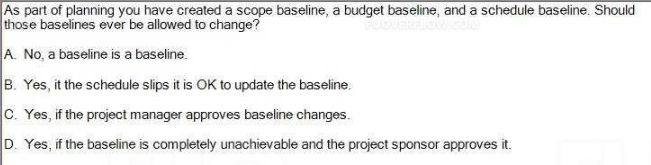 As part of planning you have created a scope baseline, a budget baseline, and a schedule baseline. Should
those baselines ever be allowed to change?
A. No, a baseline is a baseline.
B. Yes, it the schedule slips it is OK to update the baseline.
C. Yes, if the project manager approves baseline changes.
D. Yes, if the baseline is completely unachievable and the project sponsor approves it.